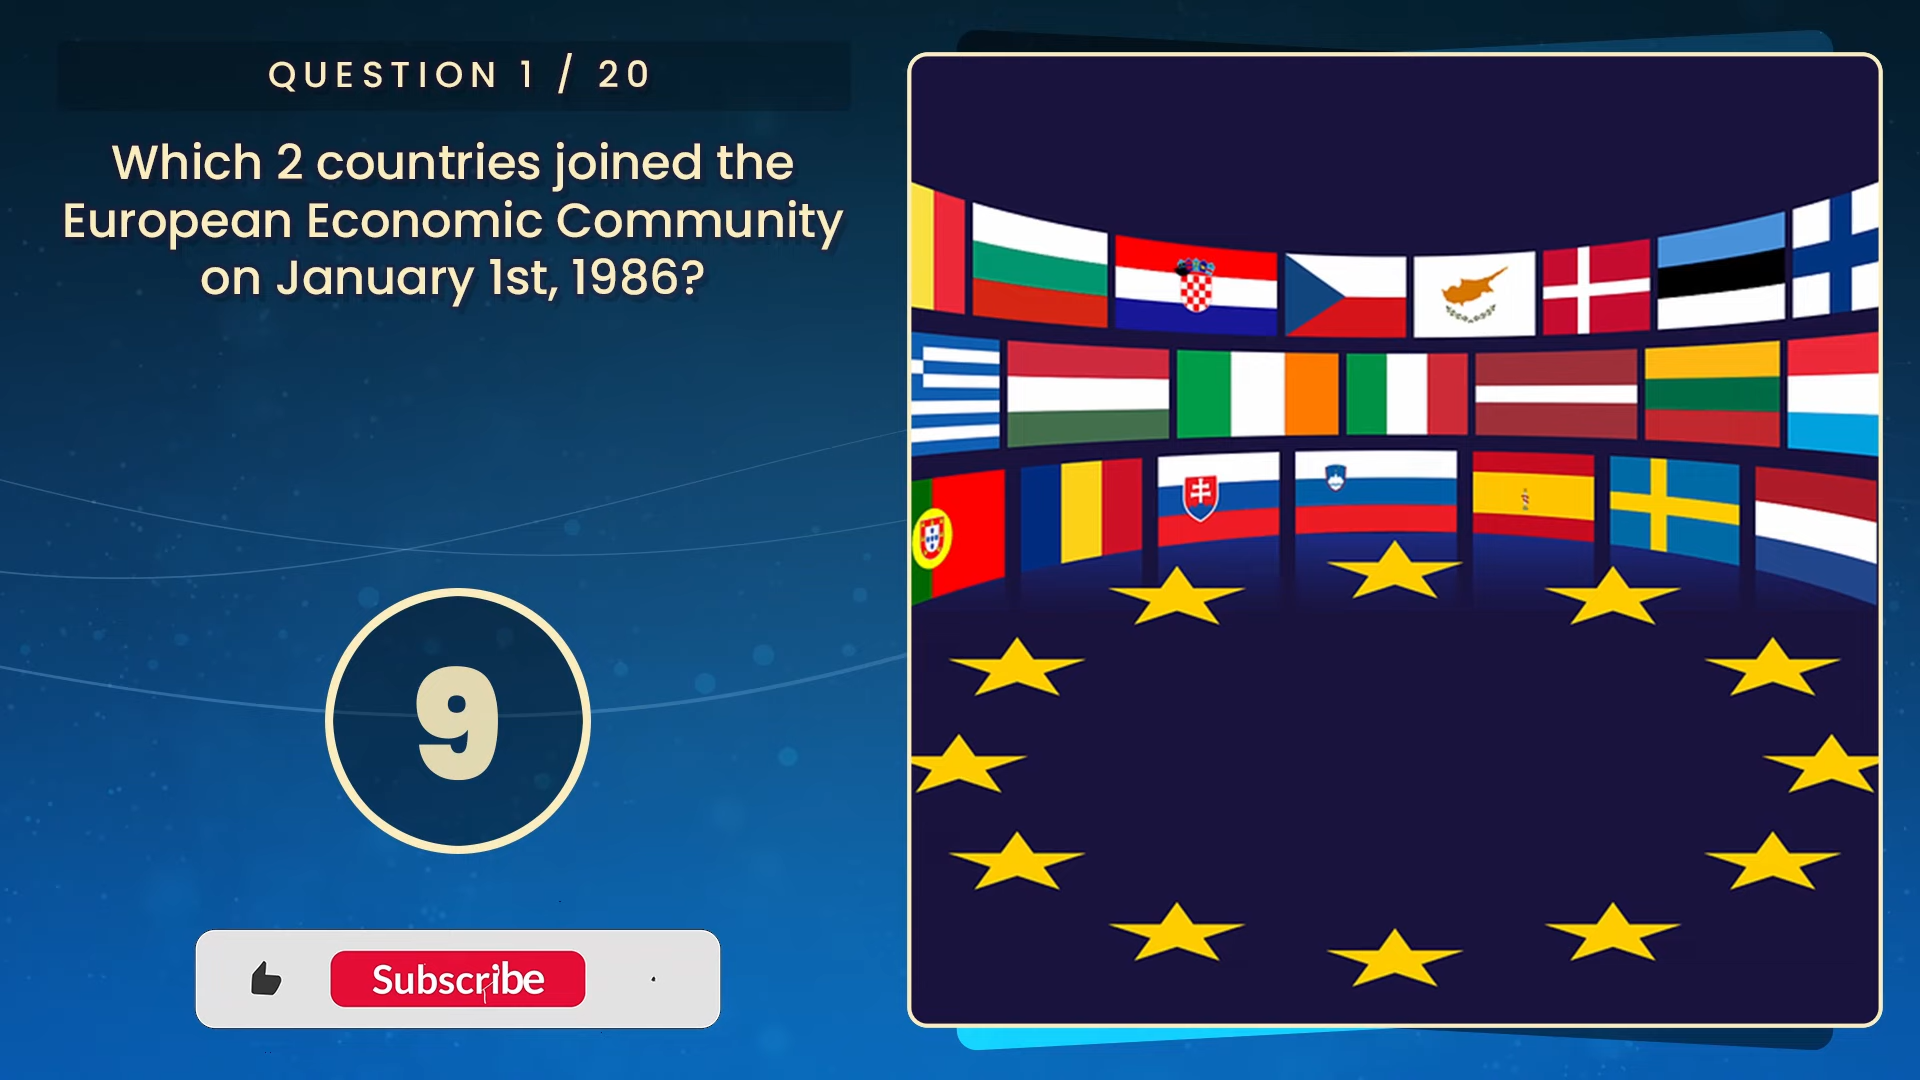 QUESTION 1 / 20
Which 2 countries joined the
European Economic Community
on January 1st, 1986?
9
Subscribe